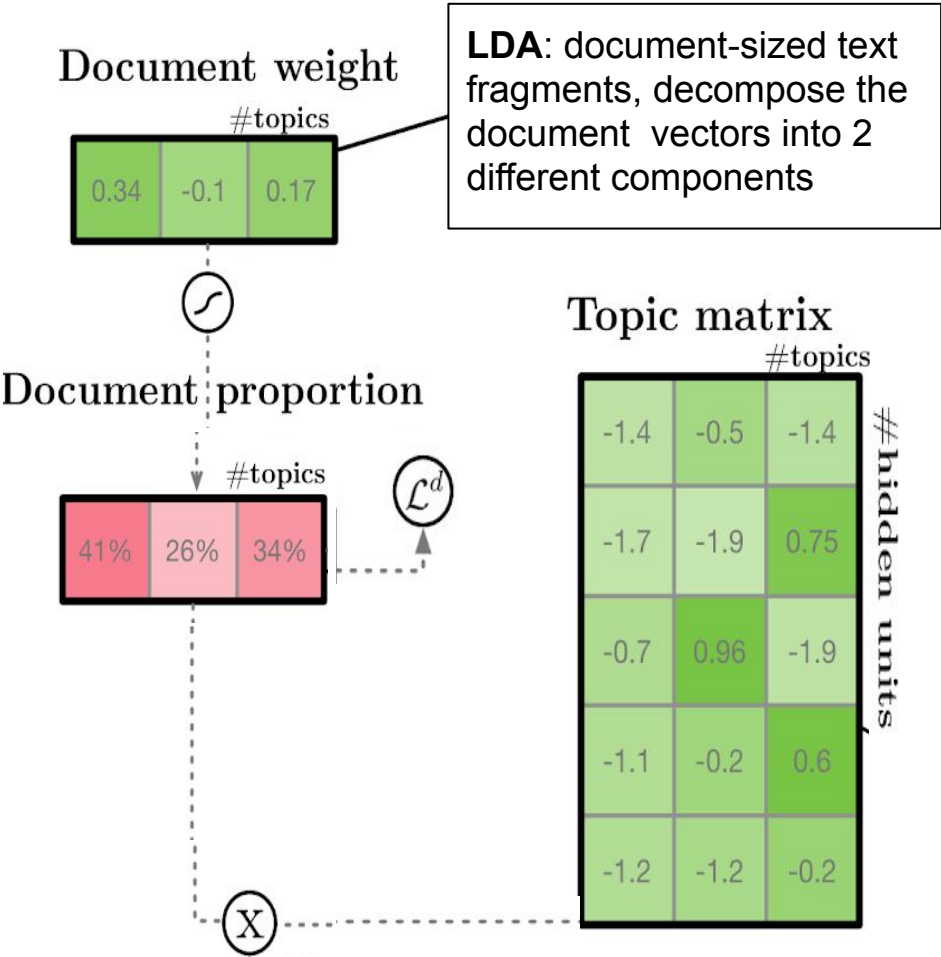 Document weight
#topics
0.34 -0.1 0.17
LDA: document-sized text
fragments, decompose the
document vectors into 2
different components
Document proportion
#topics
41% 26% 34%
ℒᵈ
X
Topic matrix
#topics
-1.4 -0.5 -1.4
-1.7 -1.9 0.75
-0.7 0.96 -1.9
-1.1 -0.2 0.6
-1.2 -1.2 -0.2
#hidden units